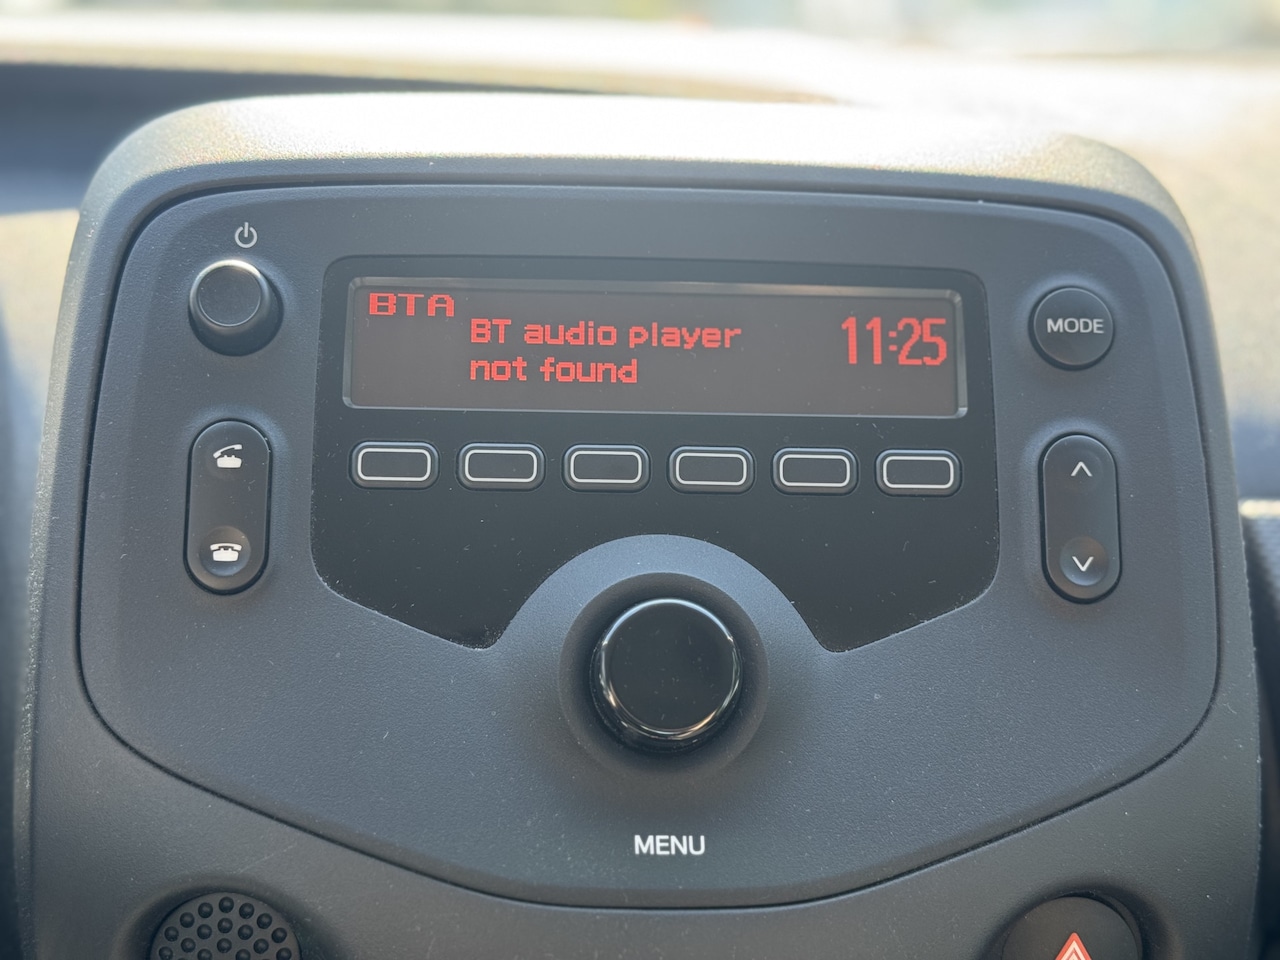 BTA
BT audio player
not found
11:25
MODE
MENU